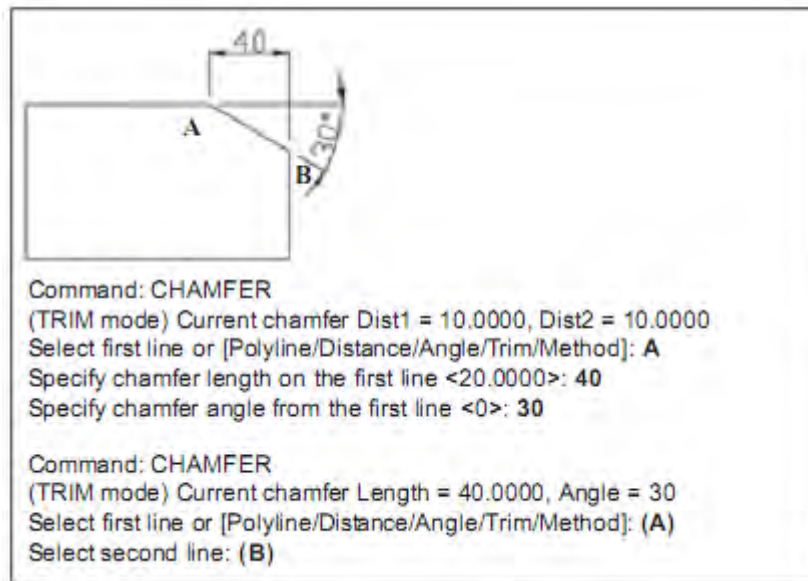 40
A
30°
B
Command: CHAMFER
(TRIM mode) Current chamfer Dist1 = 10.0000, Dist2 = 10.0000
Select first line or [Polyline/Distance/Angle/Trim/Method]: A
Specify chamfer length on the first line <20.0000>: 40
Specify chamfer angle from the first line <0>: 30
Command: CHAMFER
(TRIM mode) Current chamfer Length = 40.0000, Angle = 30
Select first line or [Polyline/Distance/Angle/Trim/Method]: (A)
Select second line: (B)